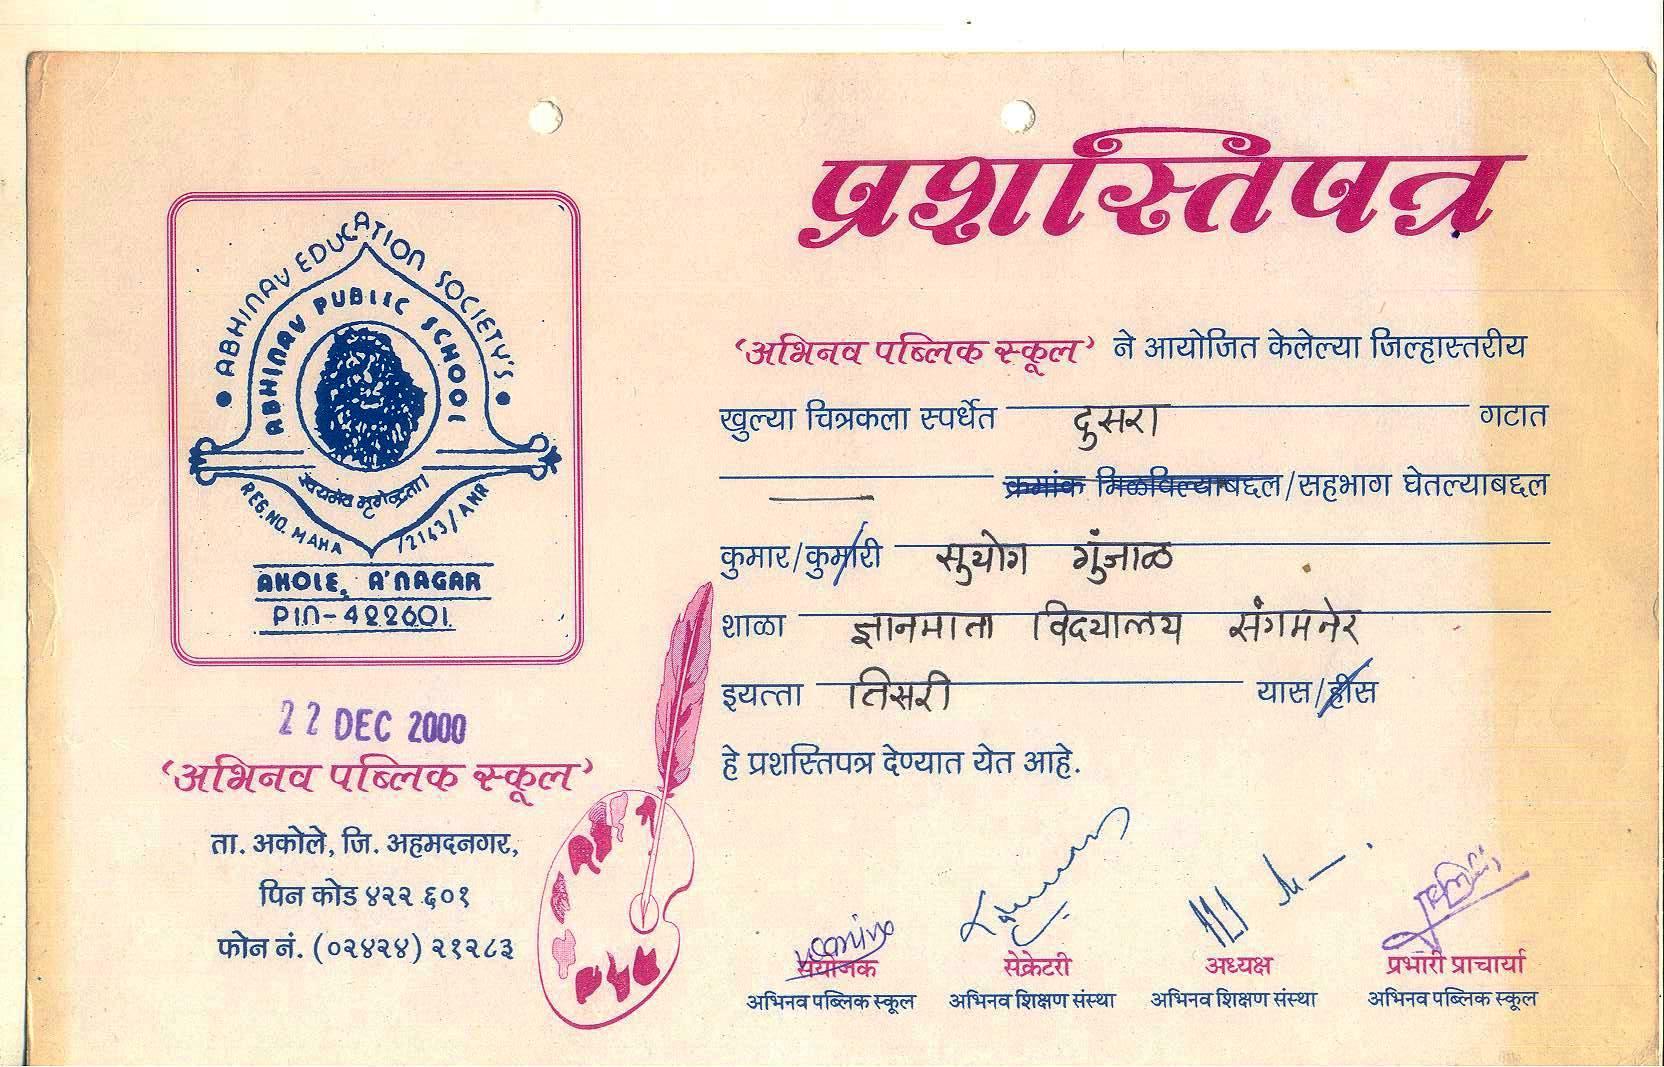 प्रशस्तिपत्र
ABHINAV EDUCATION SOCIETY'S
ABHINAV PUBLIC SCHOOL
स्वयमेव मृगेन्द्रता।
REG.NO. MAHA /2143/ANR
AKOLE, A'NAGAR
PIN-422601.
22 DEC 2000
'अभिनव पब्लिक स्कूल'
ता. अकोले, जि. अहमदनगर,
पिन कोड ४२२ ६०१
फोन नं. (०२४२४) २१२८३
'अभिनव पब्लिक स्कूल' ने आयोजित केलेल्या जिल्हास्तरीय
खुल्या चित्रकला स्पर्धेत दुसरा गटात
क्रमांक मिळविल्याबद्दल/सहभाग घेतल्याबद्दल
कुमार/कुमारी सुयोग गुंजाळ
शाळा ज्ञानमाता विद्यालय संगमनेर
इयत्ता तिसरी यास/हीस
हे प्रशस्तिपत्र देण्यात येत आहे.
संयोजक सेक्रेटरी अध्यक्ष प्रभारी प्राचार्या
अभिनव पब्लिक स्कूल अभिनव शिक्षण संस्था अभिनव शिक्षण संस्था अभिनव पब्लिक स्कूल